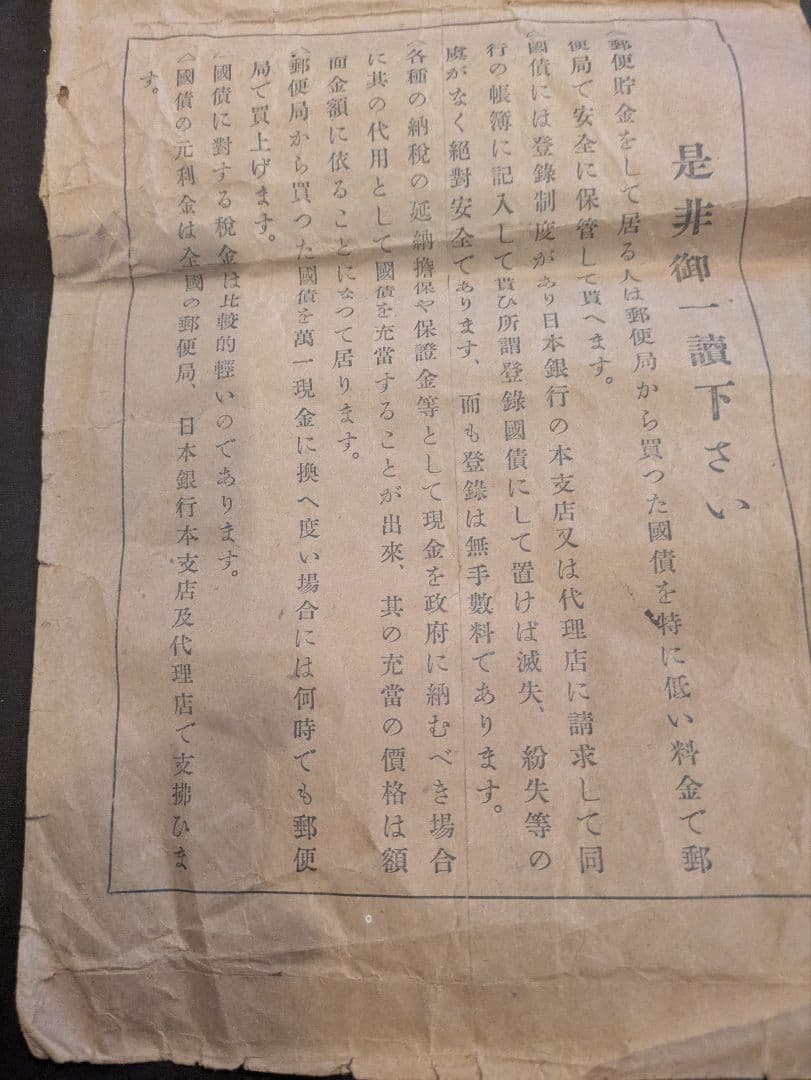 是非御一讀下さい
郵便貯金をして居る人は郵便局から買つた國債を特に低い料金で郵
便局で安全に保管して貰へます。
國債には登錄制度があり日本銀行の本支店又は代理店に請求して同
行の帳簿に記入して貰ひ所謂登錄國債にして置けば滅失、紛失等の
虞がなく絕對安全であります、而も登錄は無手數料であります。
各種の納稅の延納擔保や保證金等として現金を政府に納むべき場合
に其の代用として國債を充當することが出來、其の充當の價格は額
面金額に依ることになつて居ります。
郵便局から買つた國債を萬一現金に換へ度い場合には何時でも郵便
局で買上げます。
國債に對する稅金は比較的輕いのであります。
國債の元利金は全國の郵便局、日本銀行本支店及代理店で支拂ひま
す。